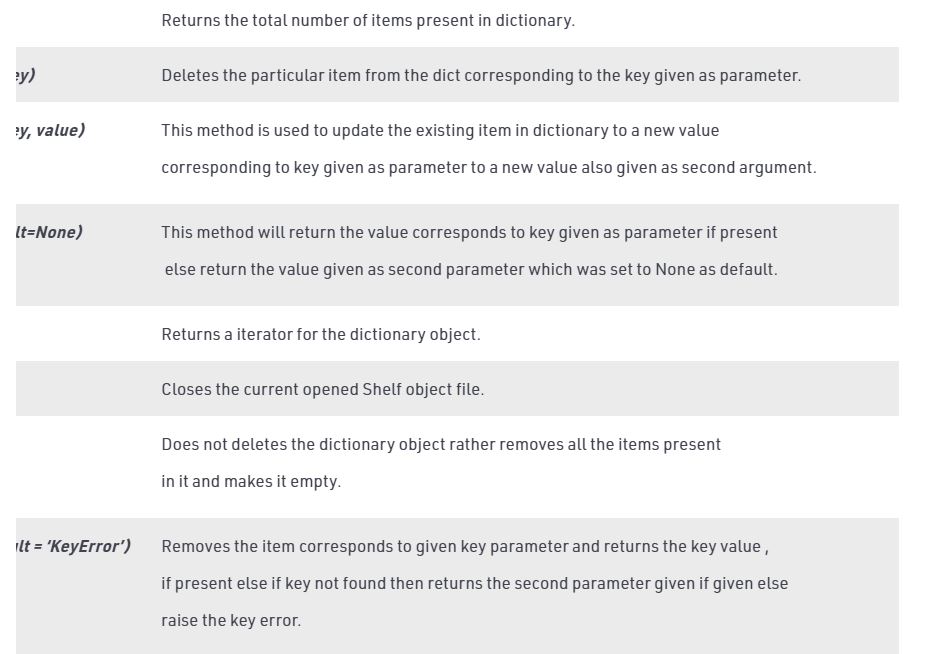 Returns the total number of items present in dictionary.
ey) Deletes the particular item from the dict corresponding to the key given as parameter.
ey, value) This method is used to update the existing item in dictionary to a new value
corresponding to key given as parameter to a new value also given as second argument.
lt=None) This method will return the value corresponds to key given as parameter if present
else return the value given as second parameter which was set to None as default.
Returns a iterator for the dictionary object.
Closes the current opened Shelf object file.
Does not deletes the dictionary object rather removes all the items present
in it and makes it empty.
ult = ‘KeyError’) Removes the item corresponds to given key parameter and returns the key value ,
if present else if key not found then returns the second parameter given if given else
raise the key error.